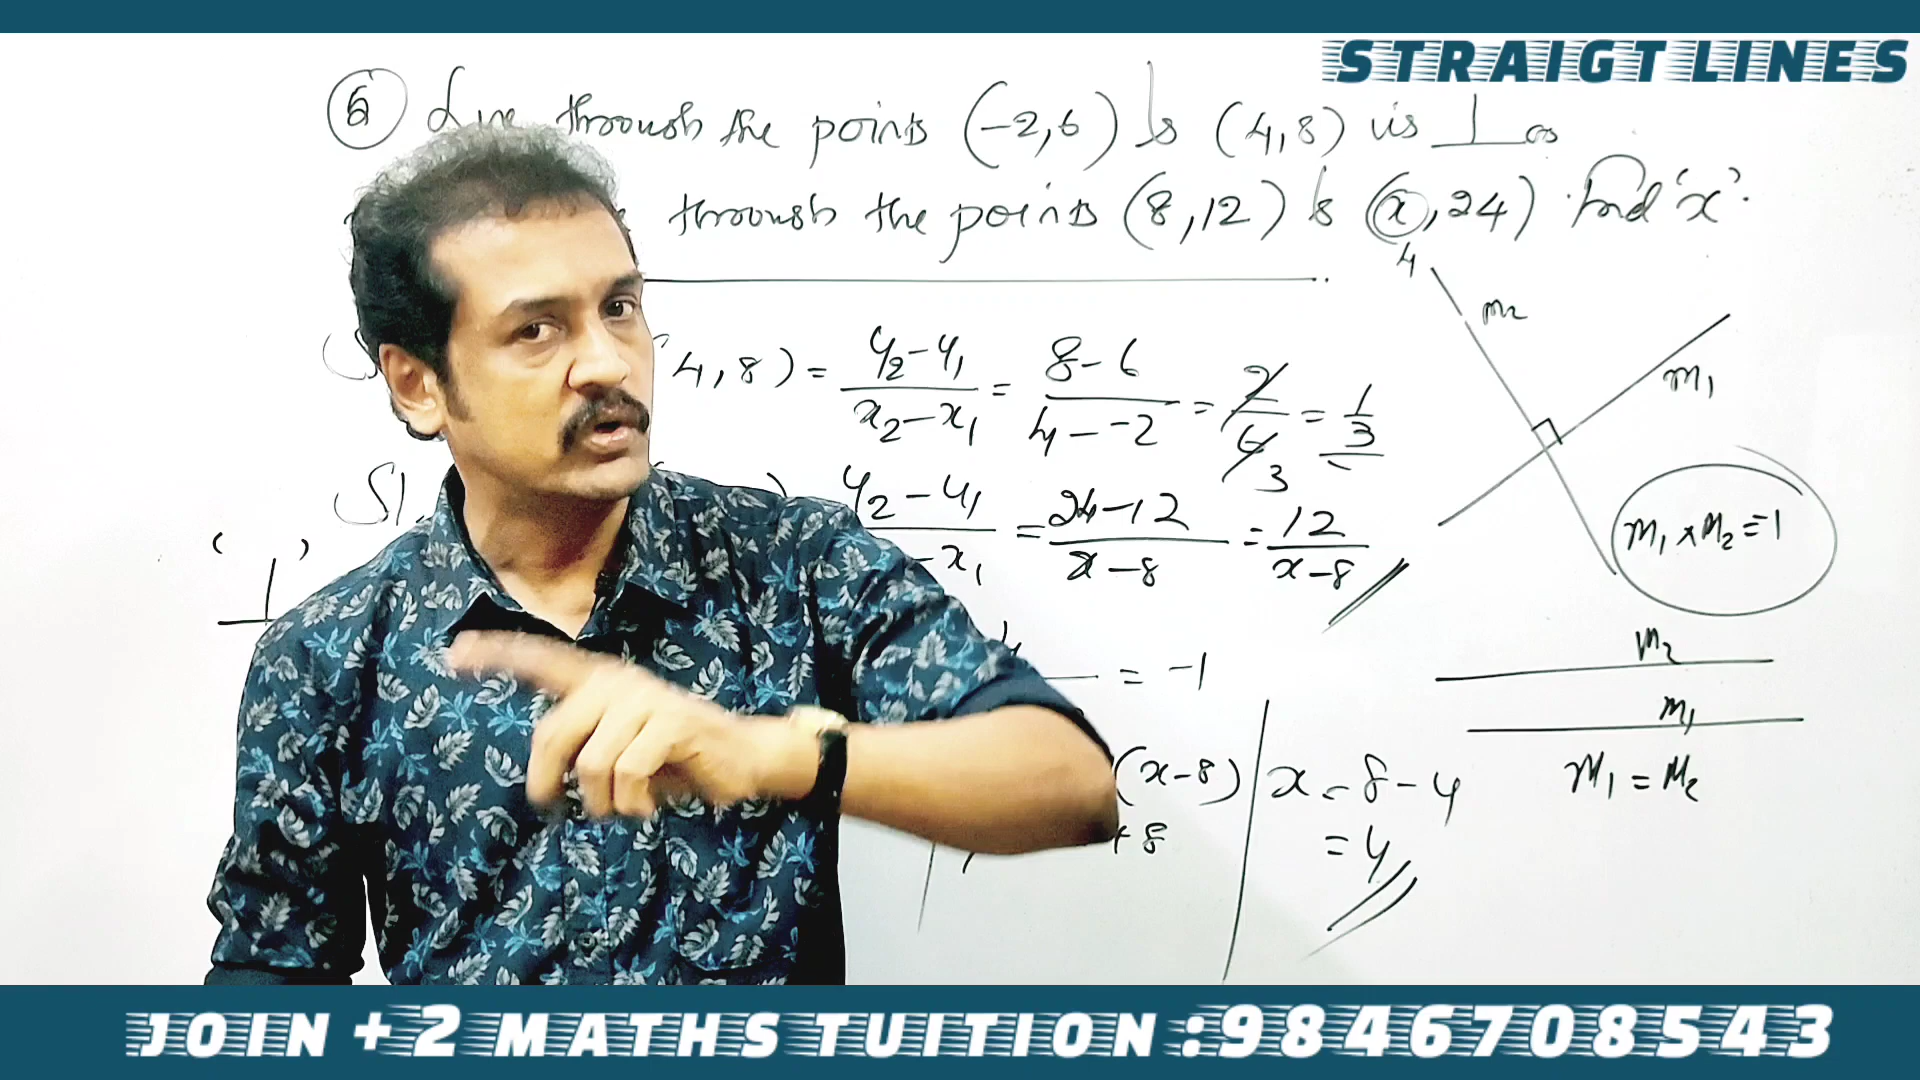 STRAIGT LINES
6 Line through the points (-2,6) & (4,8) is ⊥ as
through the points (8,12) & (x,24). Find 'x'.
4
m2
m1
4,8) = y2-y1/x2-x1 = 8-6/4--2 = 2/6 3 = 1/3
Sl
y2-y1/-x1 = 24-12/x-8 = 12/x-8
m1 × m2 = -1
'⊥'
= -1
m2
m1
m1 = m2
(x-8)
+8
x = 8-4
= 4
JOIN +2 MATHS TUITION :9846708543